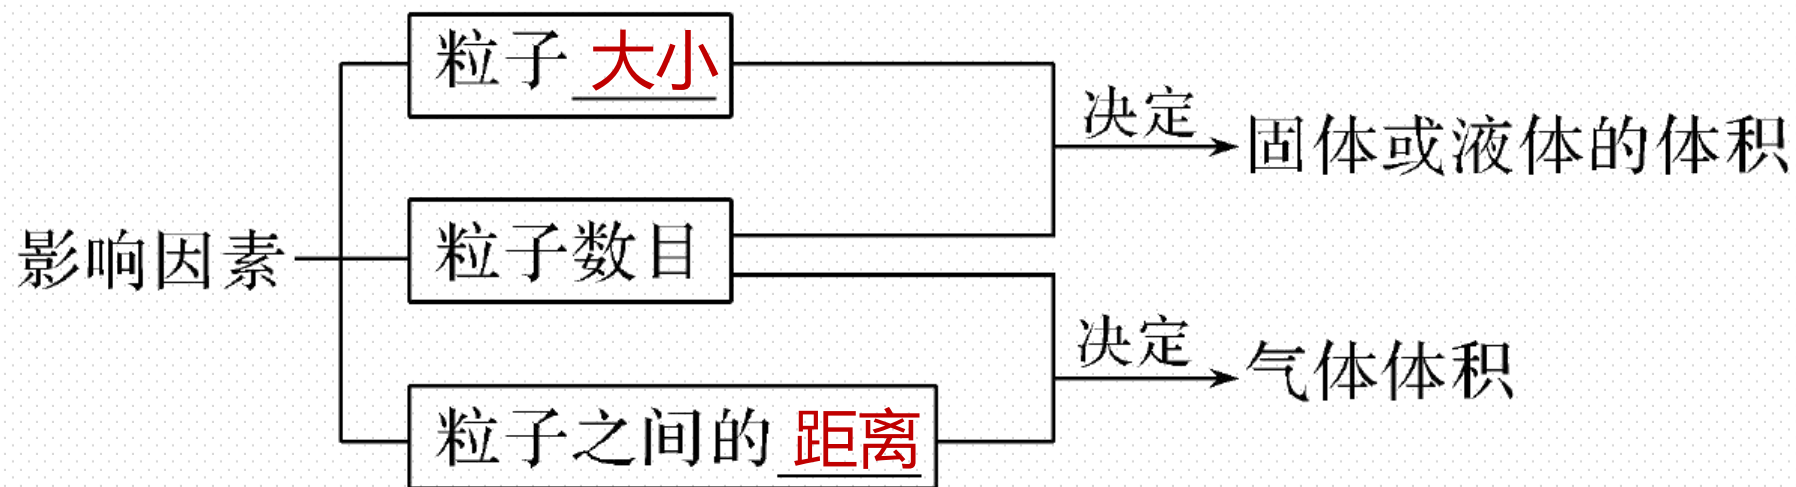 粒子 大小
决定
固体或液体的体积
影响因素
粒子数目
决定
气体体积
粒子之间的 距离